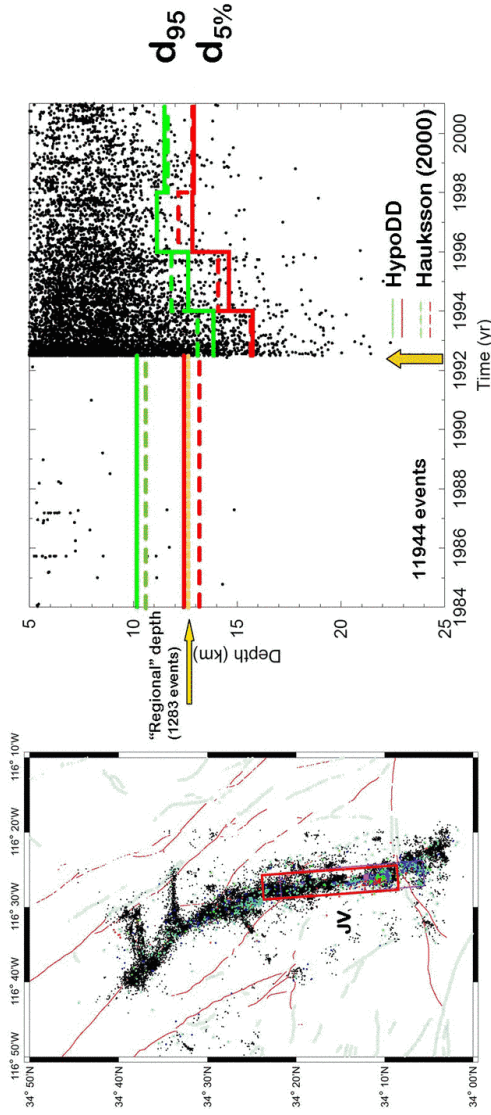 116° 50'W
116° 40'W
116° 30'W
116° 20'W
116° 10'W
34° 50'N
34° 40'N
34° 30'N
34° 20'N
34° 10'N
34° 00'N
JV
5
10
15
20
25
Depth (km)
"Regional" depth
(1283 events)
1984
1986
1988
1990
1992
1994
1996
1998
2000
Time (yr)
11944 events
HypoDD
Hauksson (2000)
d95
d5%